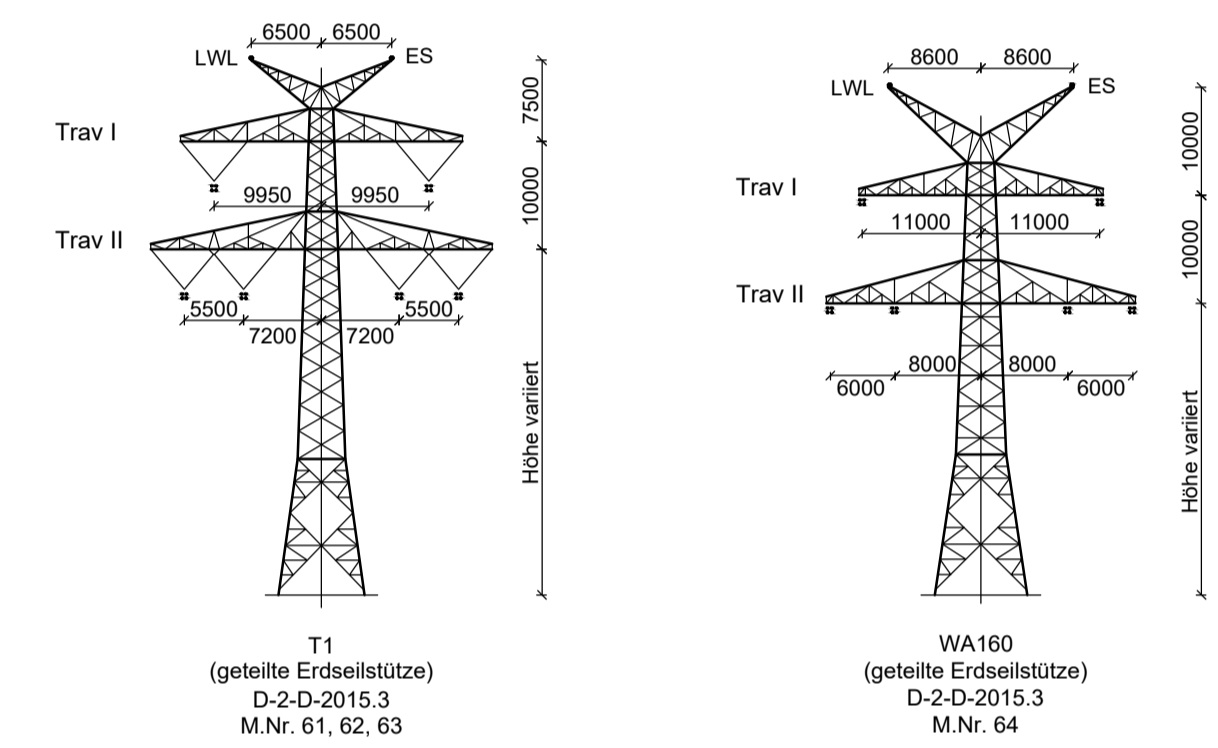 6500 6500
LWL ES
7500
Trav I
9950 9950
10000
Trav II
5500 5500
7200 7200
Höhe variiert
T1
(geteilte Erdseilstütze)
D-2-D-2015.3
M.Nr. 61, 62, 63
8600 8600
LWL ES
10000
Trav I
11000 11000
10000
Trav II
8000 8000
6000 6000
Höhe variiert
WA160
(geteilte Erdseilstütze)
D-2-D-2015.3
M.Nr. 64